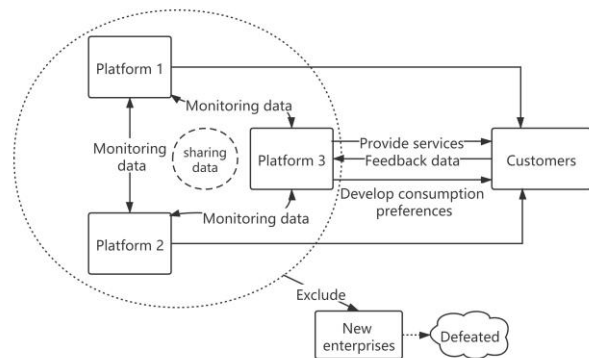 Platform 1
Monitoring data
Monitoring
data
sharing
data
Platform 3
Provide services
Feedback data
Customers
Develop consumption
preferences
Monitoring data
Platform 2
Exclude
New
enterprises
Defeated